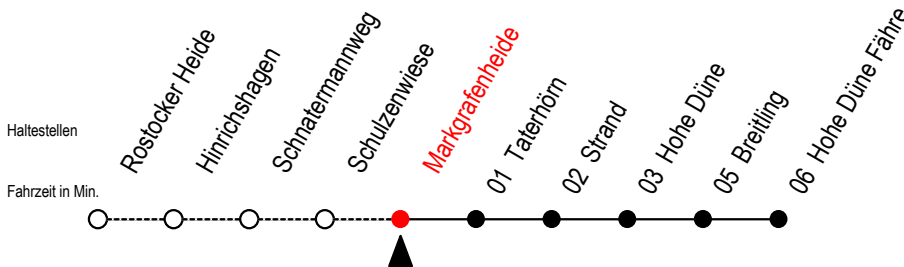 Haltestellen
Fahrzeit in Min.
Rostocker Heide
Hinrichshagen
Schnatermannweg
Schulzenwiese
Markgrafenheide
01 Taterhörn
02 Strand
03 Hohe Düne
05 Breitling
06 Hohe Düne Fähre